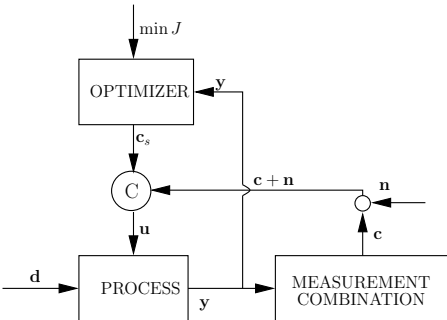 min J
OPTIMIZER
y
c_s
C
c + n
n
u
c
d
PROCESS
y
MEASUREMENT
COMBINATION